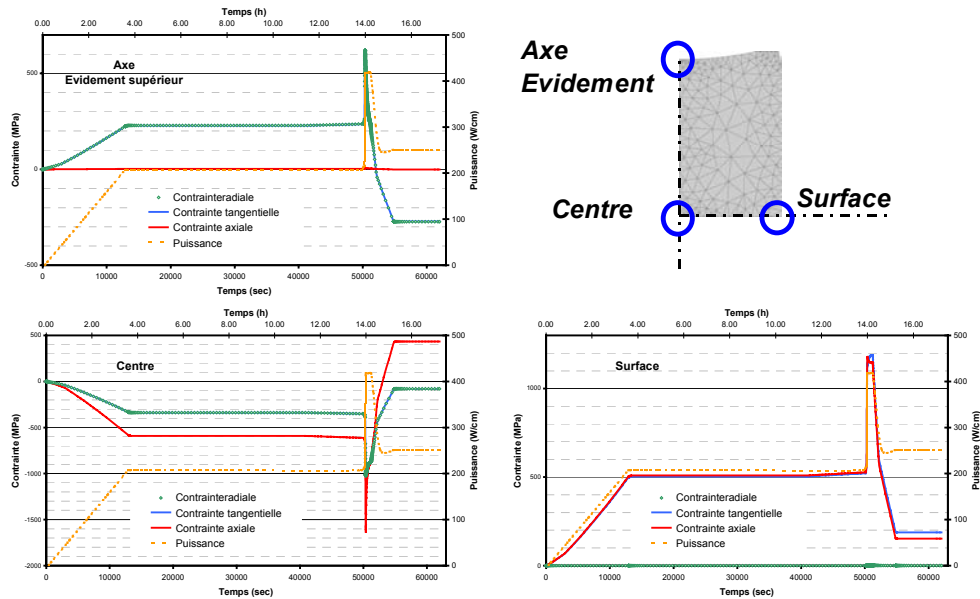 Temps (h)
0.00 2.00 4.00 6.00 8.00 10.00 12.00 14.00 16.00
Contrainte (MPa)
500
0
-500
Axe
Evidement supérieur
Contrainteradiale
Contrainte tangentielle
Contrainte axiale
Puissance
500
400
300
200
100
0
Puissance (W/cm)
0 10000 20000 30000 40000 50000 60000
Temps (sec)
Axe
Evidement
Centre
Surface
Temps (h)
0.00 2.00 4.00 6.00 8.00 10.00 12.00 14.00 16.00
Contrainte (MPa)
500
0
-500
-1000
-1500
-2000
Centre
Contrainteradiale
Contrainte tangentielle
Contrainte axiale
Puissance
500
400
300
200
100
0
Puissance (W/cm)
0 10000 20000 30000 40000 50000 60000
Temps (sec)
Temps (h)
0.00 2.00 4.00 6.00 8.00 10.00 12.00 14.00 16.00
Contrainte (MPa)
1000
500
0
Surface
Contrainteradiale
Contrainte tangentielle
Contrainte axiale
Puissance
500
400
300
200
100
0
Puissance (W/cm)
0 10000 20000 30000 40000 50000 60000
Temps (sec)